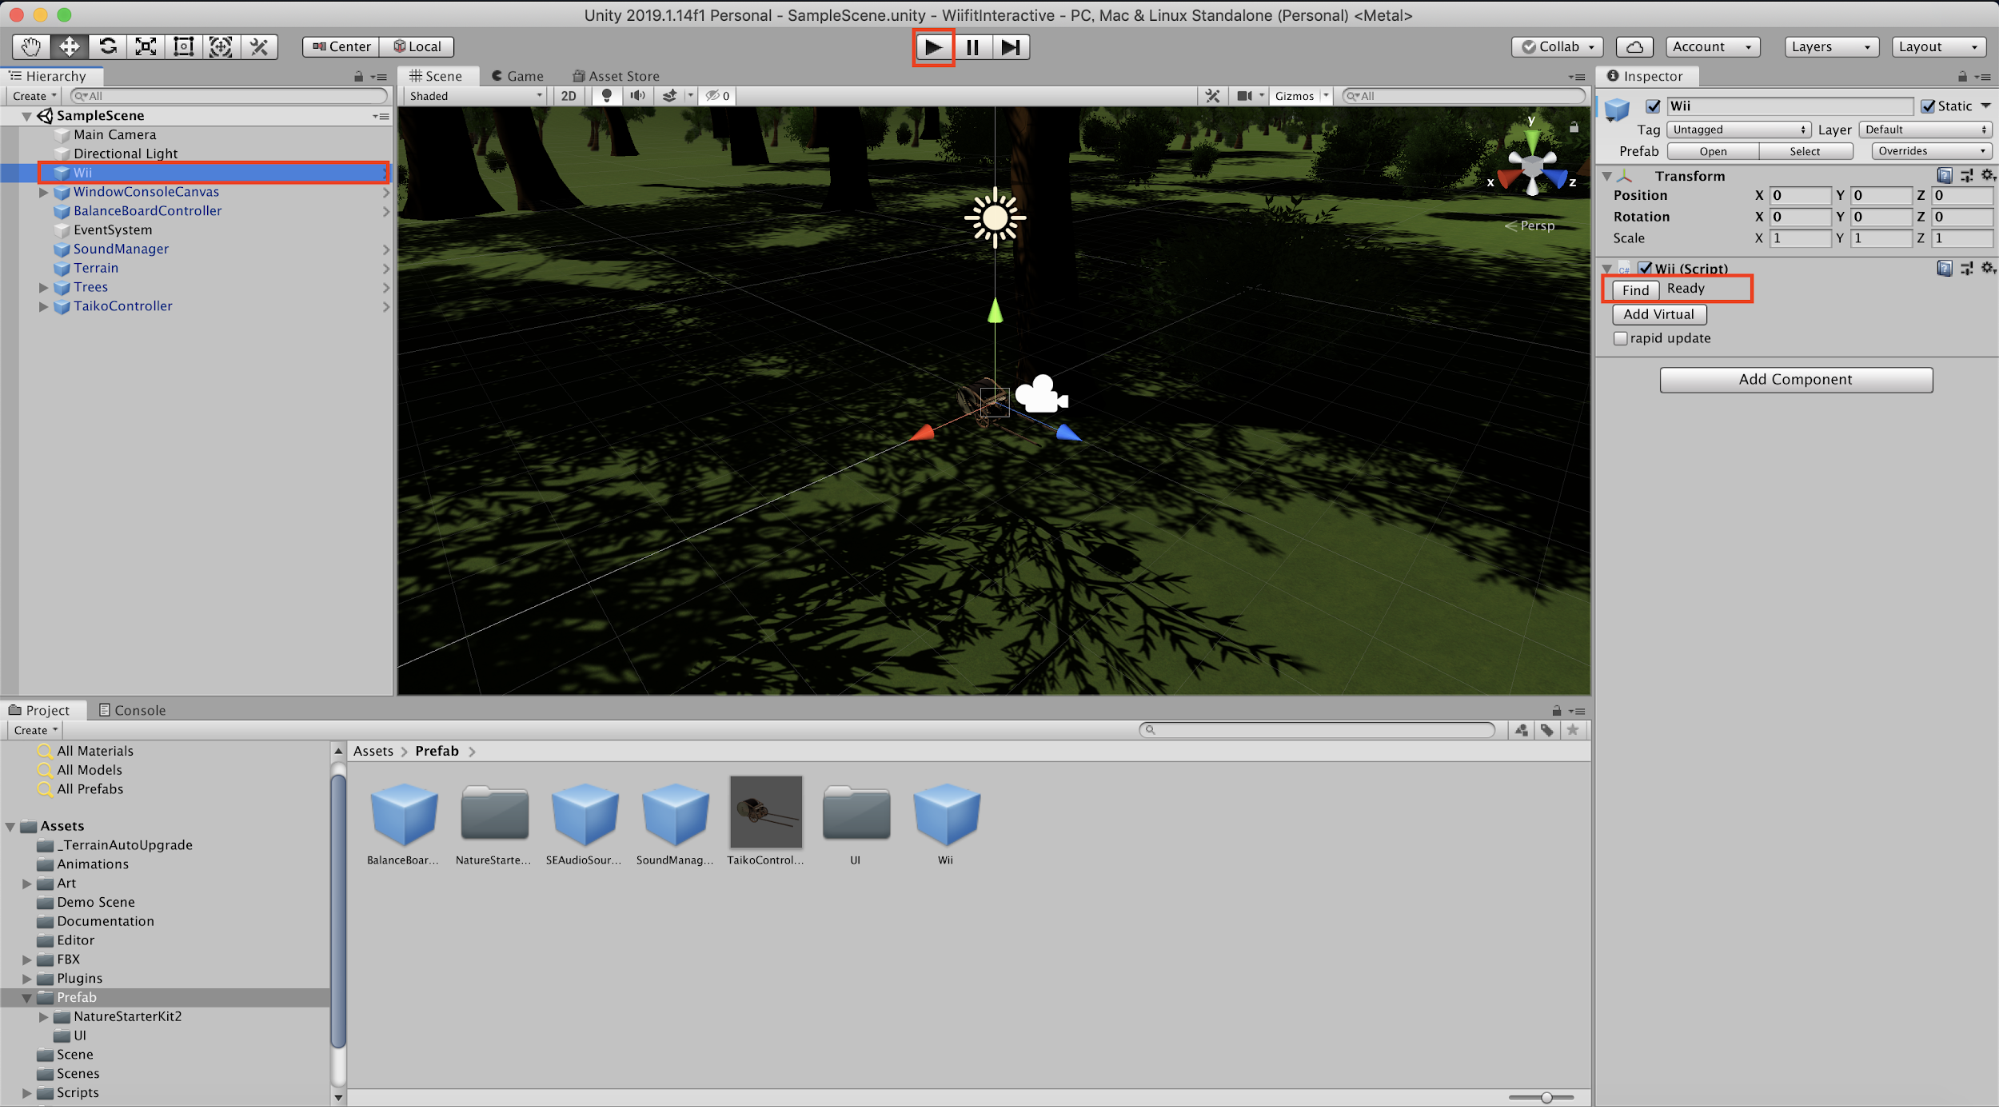 Unity 2019.1.14f1 Personal - SampleScene.unity - WiifitInteractive - PC, Mac & Linux Standalone (Personal) <Metal>
Center Local
Collab Account Layers Layout
Hierarchy
Create All
SampleScene
Main Camera
Directional Light
Wii
WindowConsoleCanvas
BalanceBoardController
EventSystem
SoundManager
Terrain
Trees
TaikoController
Scene Game Asset Store
Shaded 2D 0 Gizmos All
y
x z
Persp
Inspector
Wii Static
Tag Untagged Layer Default
Prefab Open Select Overrides
Transform
Position X 0 Y 0 Z 0
Rotation X 0 Y 0 Z 0
Scale X 1 Y 1 Z 1
C# Wii (Script)
Find Ready
Add Virtual
rapid update
Add Component
Project Console
Create
All Materials
All Models
All Prefabs
Assets
_TerrainAutoUpgrade
Animations
Art
Demo Scene
Documentation
Editor
FBX
Plugins
Prefab
NatureStarterKit2
UI
Scene
Scenes
Scripts
Assets > Prefab >
BalanceBoar... NatureStarte... SEAudioSour... SoundManag... TaikoControl... UI Wii